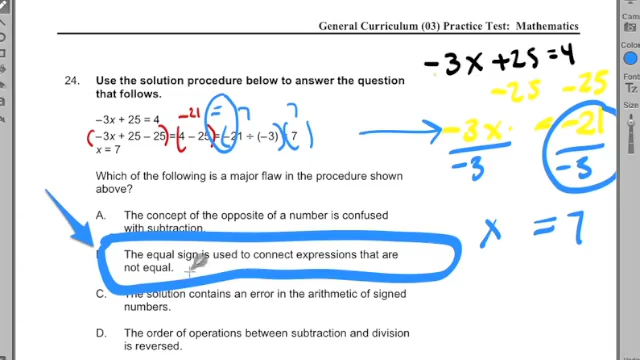 General Curriculum (03) Practice Test: Mathematics
24. Use the solution procedure below to answer the question
that follows.
-3x + 25 = 4
(-3x + 25 - 25) = 4 - 25 = -21 ÷ (-3) = 7
x = 7
-21 = 7 7
-3x + 25 = 4
-25 -25
-3x = -21
-3 -3
x = 7
Which of the following is a major flaw in the procedure shown
above?
A. The concept of the opposite of a number is confused
with subtraction.
The equal sign is used to connect expressions that are
not equal.
C. The solution contains an error in the arithmetic of signed
numbers.
D. The order of operations between subtraction and division
is reversed.
Cam
Color
Font
Tz
Eras